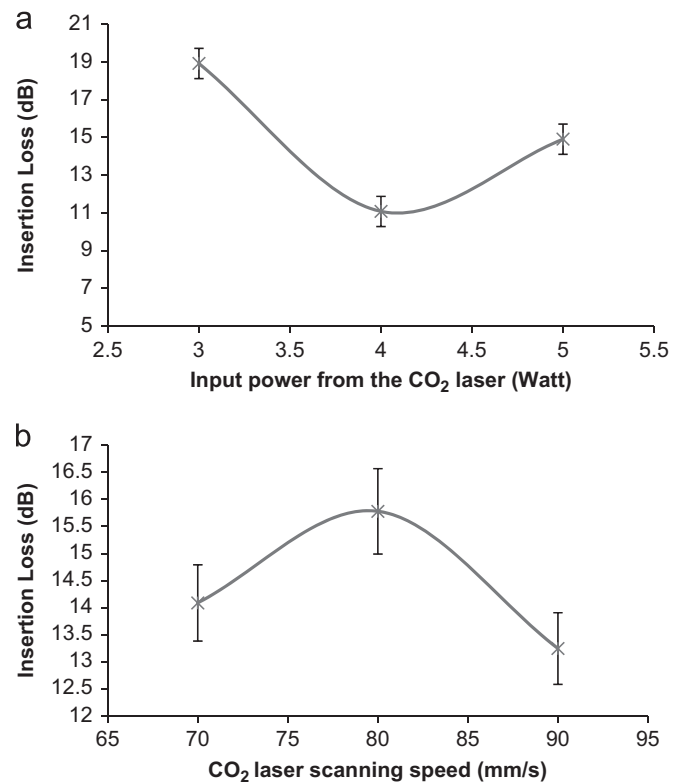 a
21
19
17
15
13
11
9
7
5
Insertion Loss (dB)
2.5 3 3.5 4 4.5 5 5.5
Input power from the CO2 laser (Watt)
b
17
16.5
16
15.5
15
14.5
14
13.5
13
12.5
12
Insertion Loss (dB)
65 70 75 80 85 90 95
CO2 laser scanning speed (mm/s)